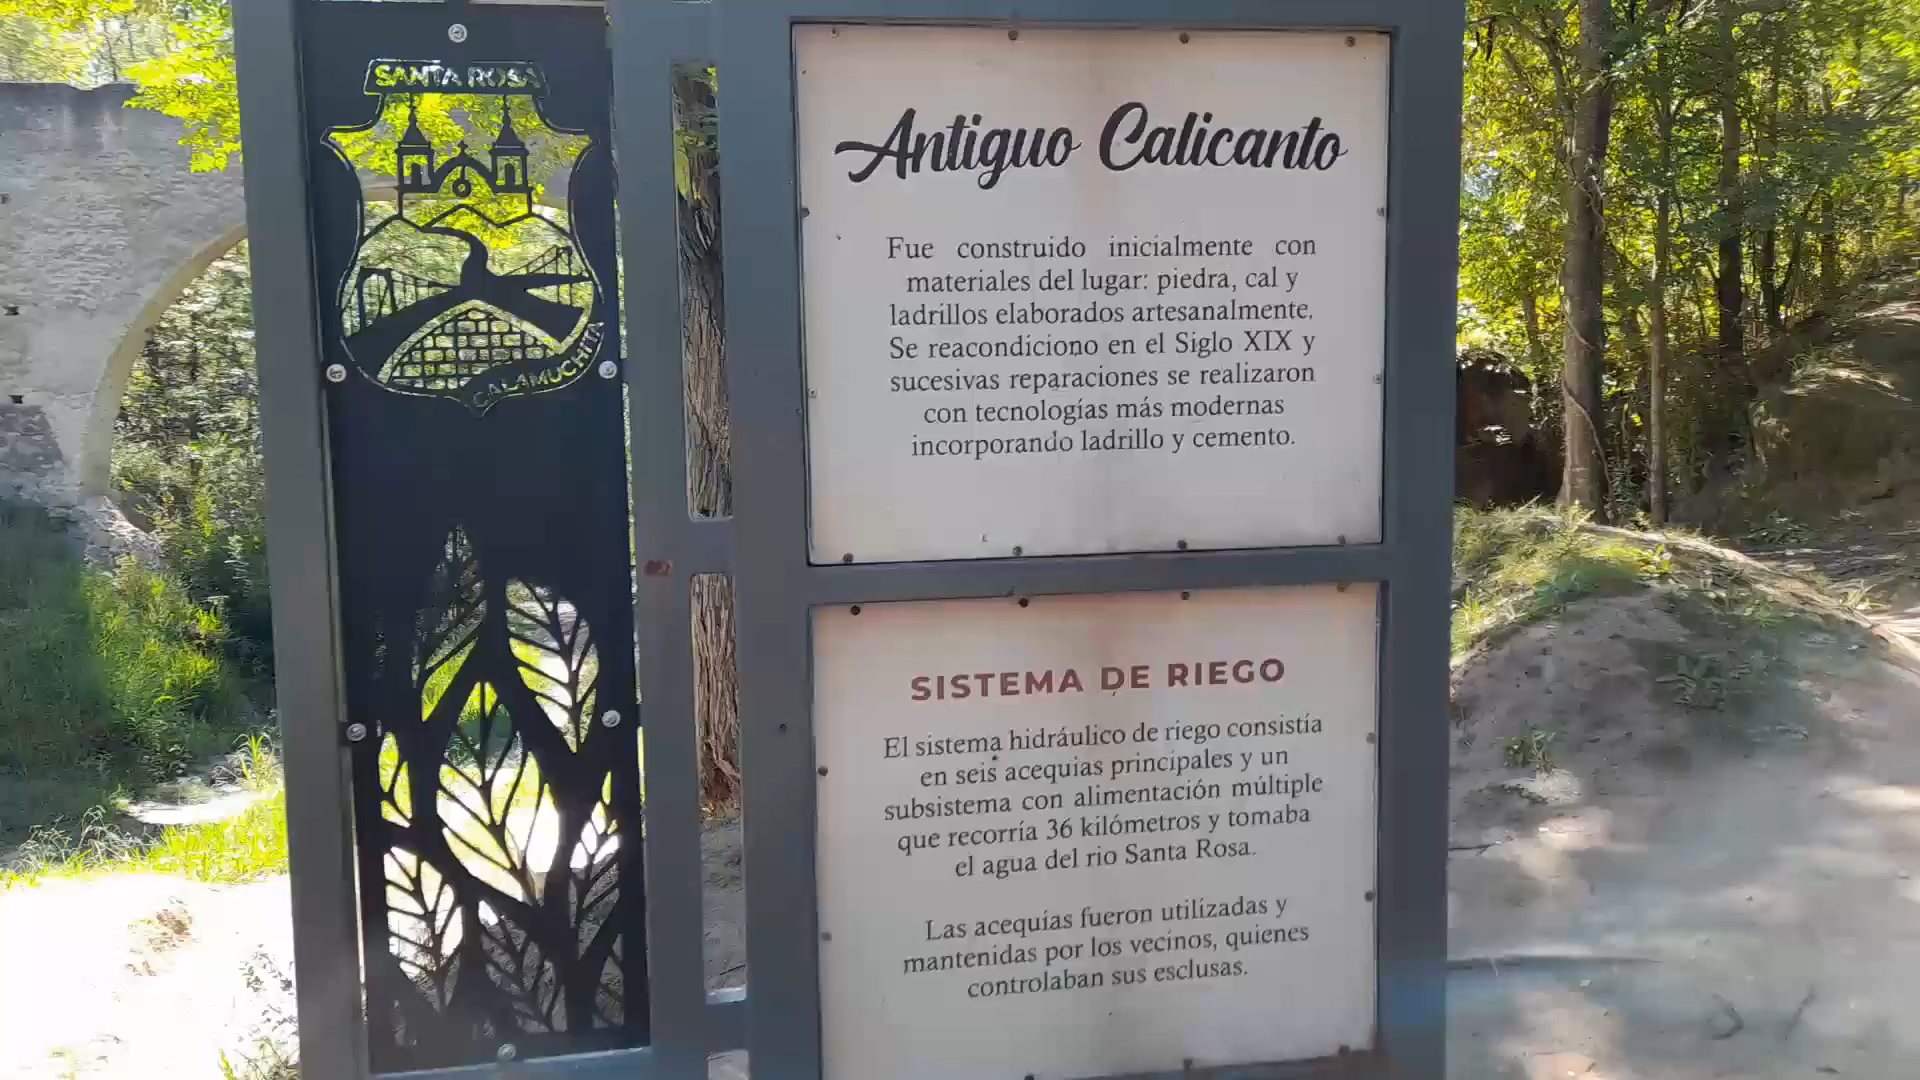 SANTA ROSA
CALAMUCHITA
Antiguo Calicanto
Fue construido inicialmente con
materiales del lugar: piedra, cal y
ladrillos elaborados artesanalmente.
Se reacondiciono en el Siglo XIX y
sucesivas reparaciones se realizaron
con tecnologías más modernas
incorporando ladrillo y cemento.
SISTEMA DE RIEGO
El sistema hidráulico de riego consistía
en seis acequias principales y un
subsistema con alimentación múltiple
que recorría 36 kilómetros y tomaba
el agua del rio Santa Rosa.
Las acequías fueron utilizadas y
mantenidas por los vecinos, quienes
controlaban sus esclusas.